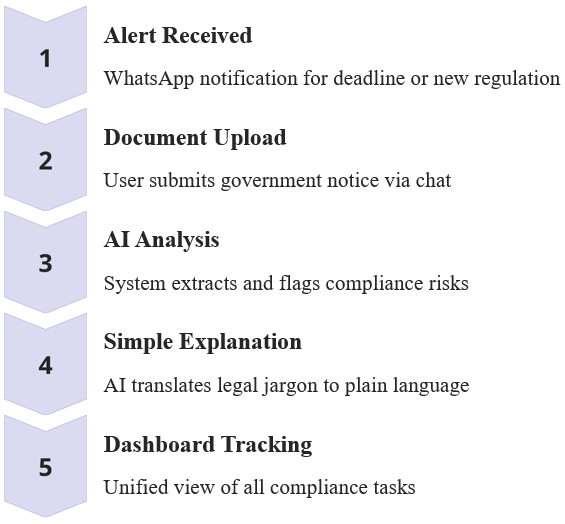 1
Alert Received
WhatsApp notification for deadline or new regulation
2
Document Upload
User submits government notice via chat
3
AI Analysis
System extracts and flags compliance risks
4
Simple Explanation
AI translates legal jargon to plain language
5
Dashboard Tracking
Unified view of all compliance tasks